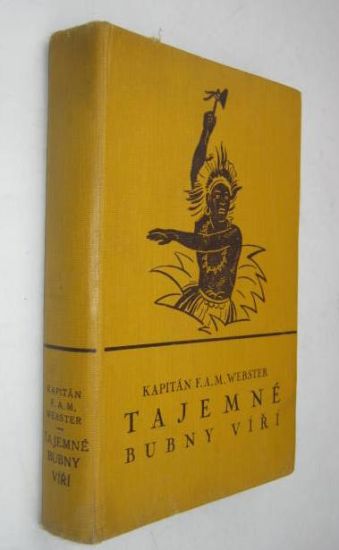 KAPITÁN F. A. M. WEBSTER
TAJEMNÉ
BUBNY VÍŘÍ
KAPITÁN
F. A. M.
WEBSTER
TAJEMNÉ
BUBNY
VÍŘÍ